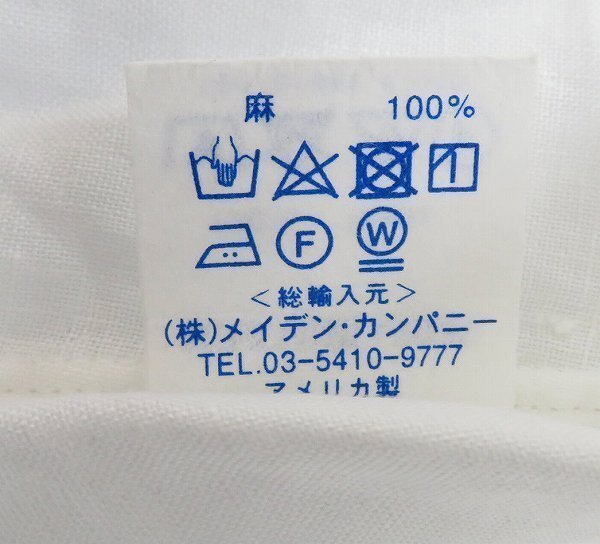 麻 100%
F W
<総輸入元>
(株)メイデン・カンパニー
TEL.03-5410-9777
アメリカ製